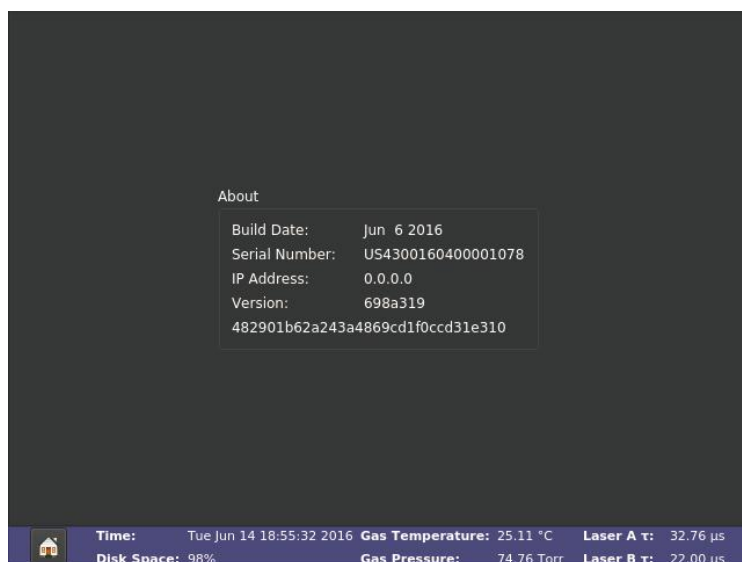 About
Build Date: Jun 6 2016
Serial Number: US4300160400001078
IP Address: 0.0.0.0
Version: 698a319
482901b62a243a4869cd1f0ccd31e310
Time: Tue Jun 14 18:55:32 2016 Gas Temperature: 25.11 °C Laser A τ: 32.76 µs
Disk Space: 98% Gas Pressure: 74.76 Torr Laser B τ: 22.00 µs